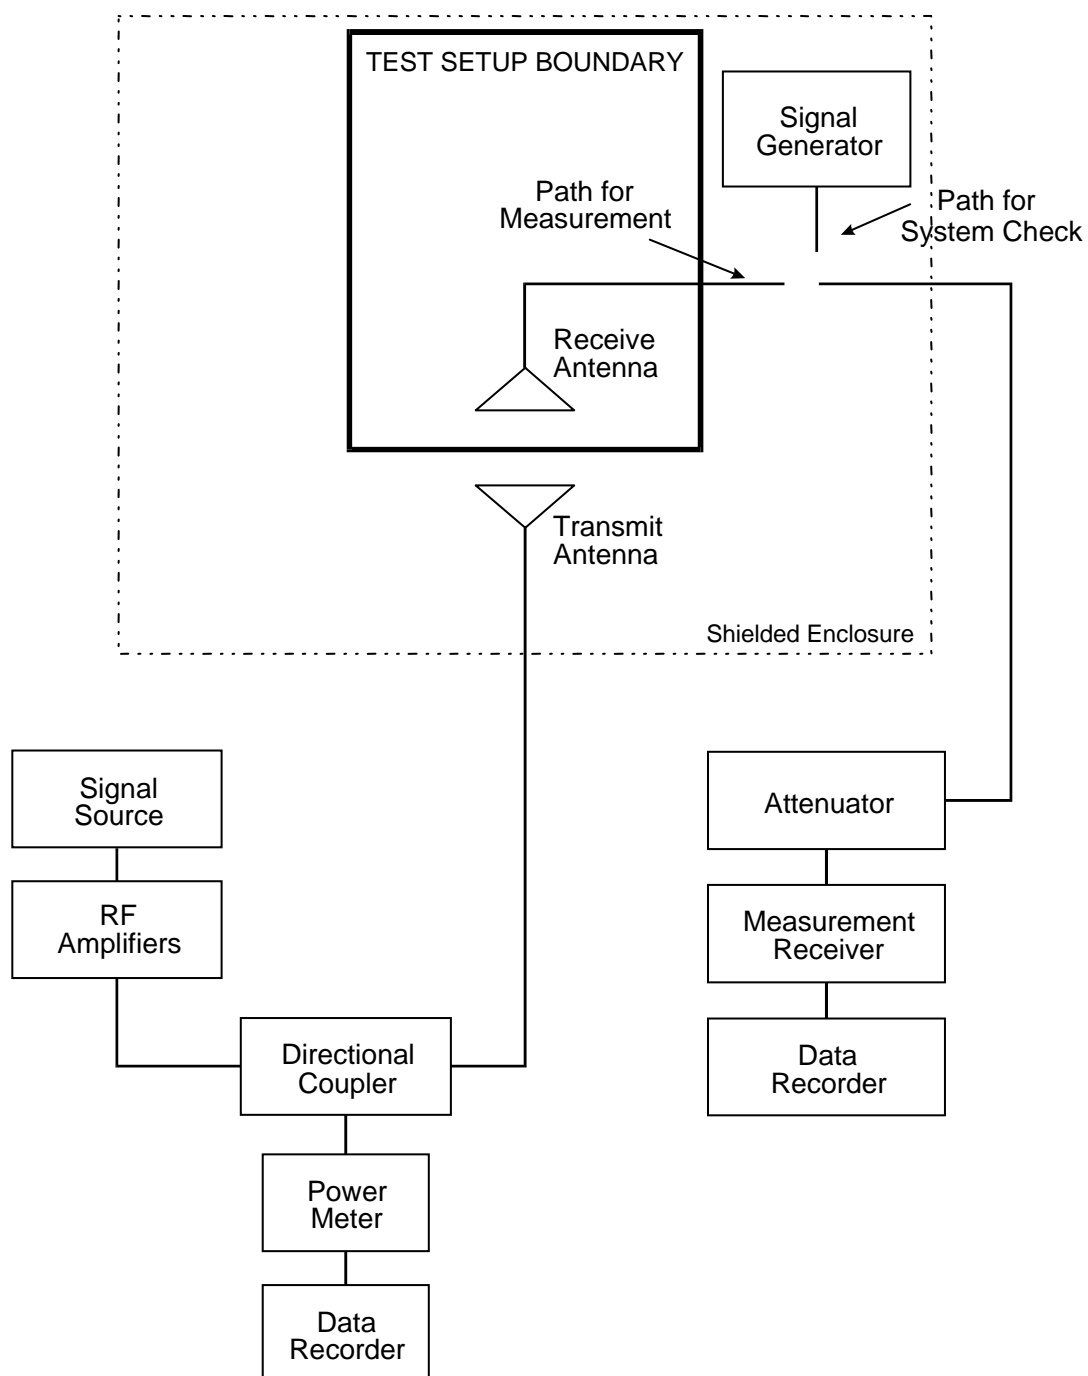 TEST SETUP BOUNDARY
Signal
Generator
Path for
Measurement
Path for
System Check
Receive
Antenna
Transmit
Antenna
Shielded Enclosure
Signal
Source
Attenuator
RF
Amplifiers
Measurement
Receiver
Directional
Coupler
Data
Recorder
Power
Meter
Data
Recorder